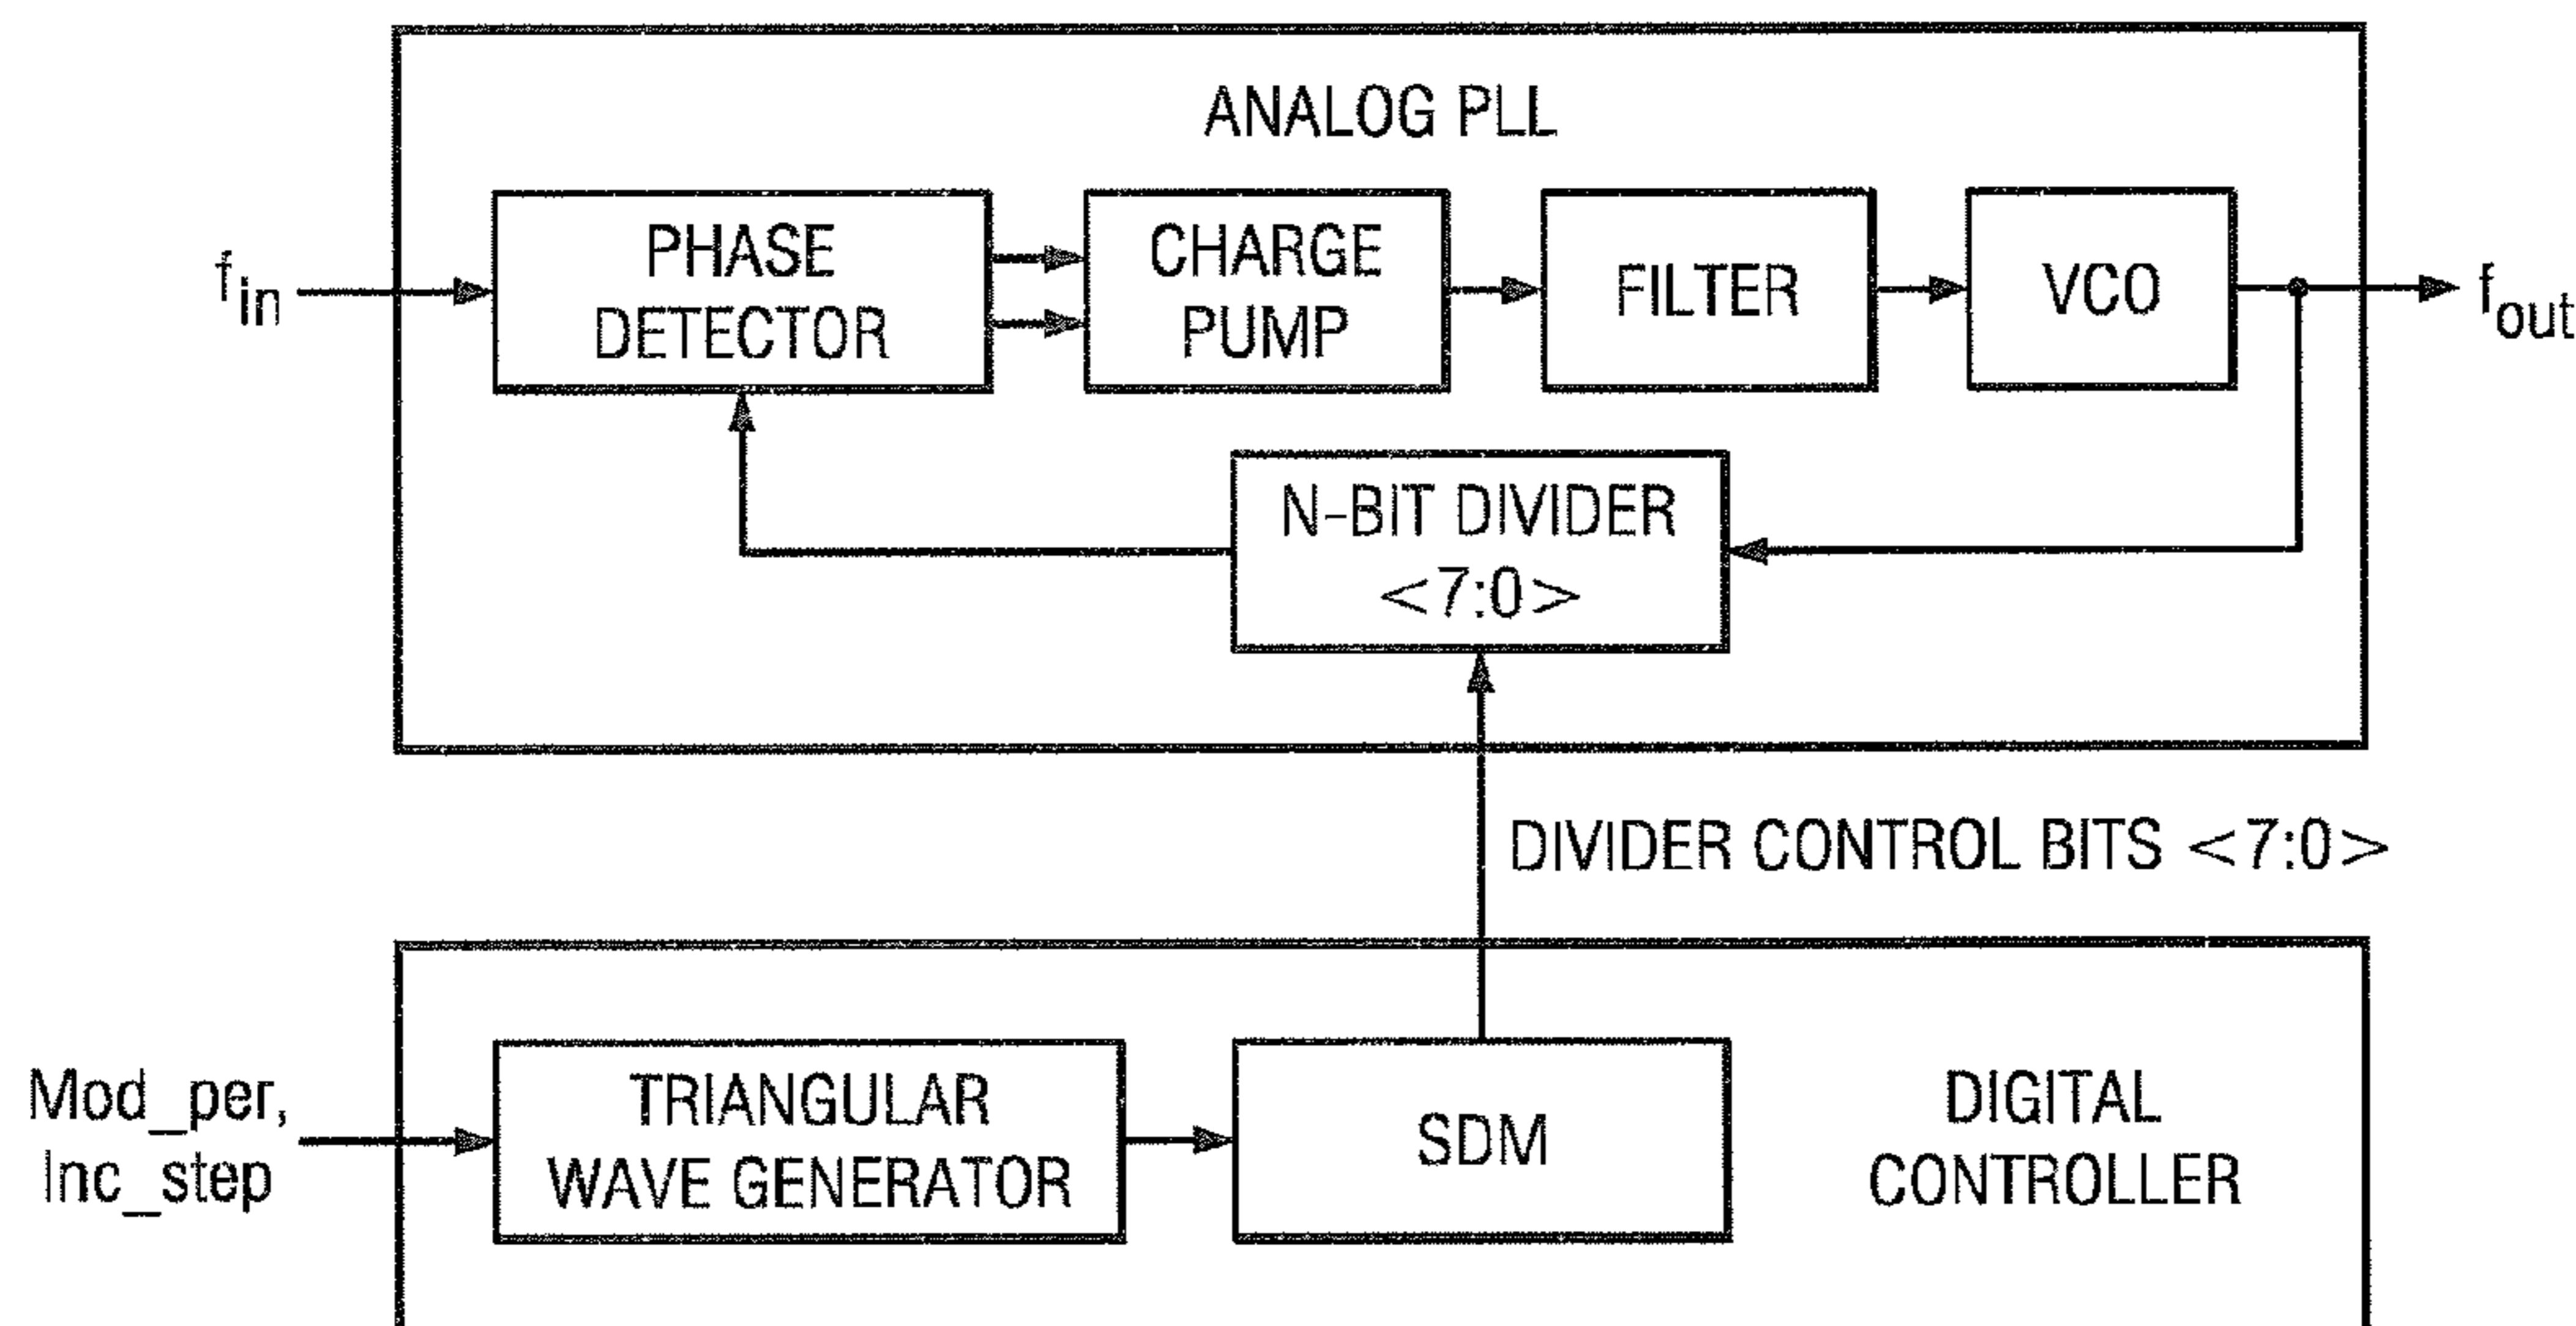 ANALOG PLL
f_in
PHASE
DETECTOR
CHARGE
PUMP
FILTER
VCO
f_out
N-BIT DIVIDER
<7:0>
DIVIDER CONTROL BITS <7:0>
Mod_per,
Inc_step
TRIANGULAR
WAVE GENERATOR
SDM
DIGITAL
CONTROLLER